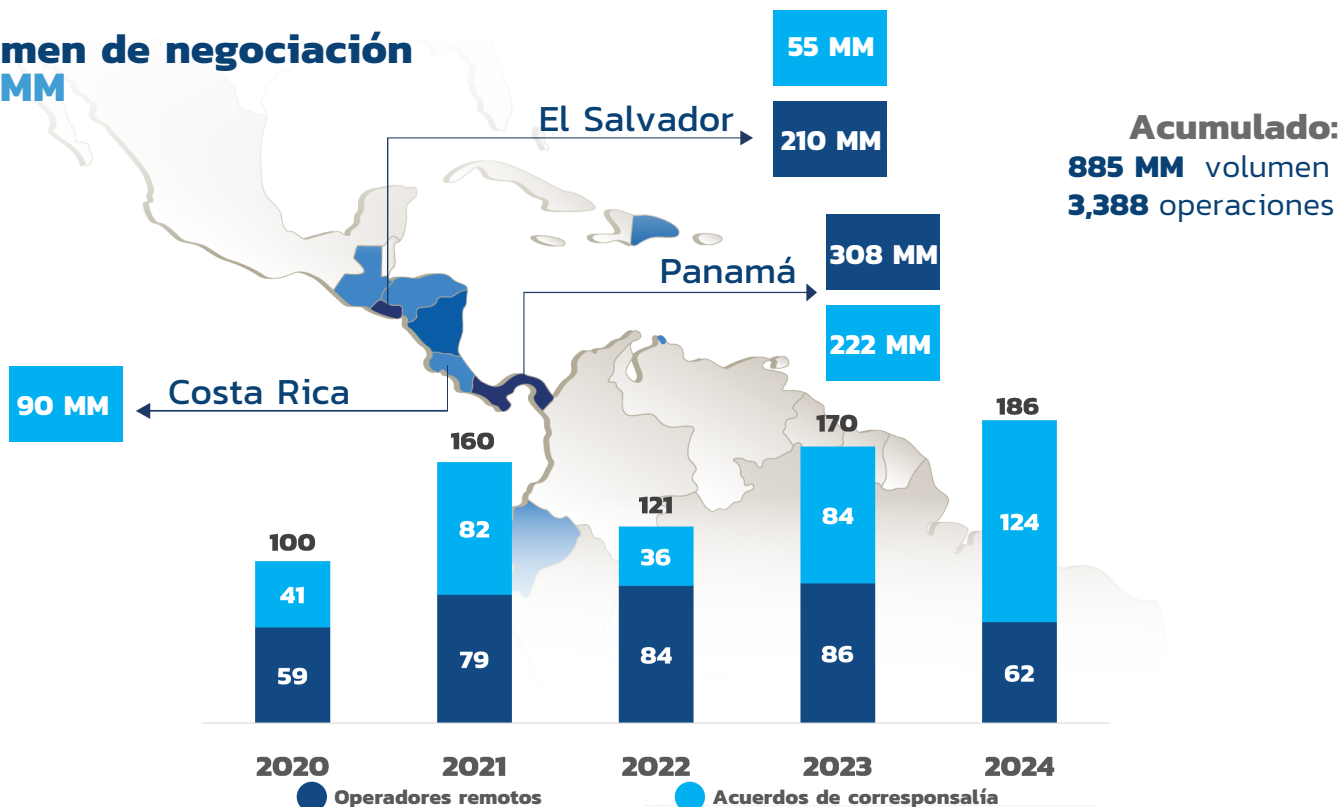 men de negociación
MM
55 MM
El Salvador
210 MM
Acumulado:
885 MM volumen
3,388 operaciones
308 MM
Panamá
222 MM
90 MM
Costa Rica
100
41
59
160
82
79
121
36
84
170
84
86
186
124
62
2020
2021
2022
2023
2024
Operadores remotos
Acuerdos de corresponsalía